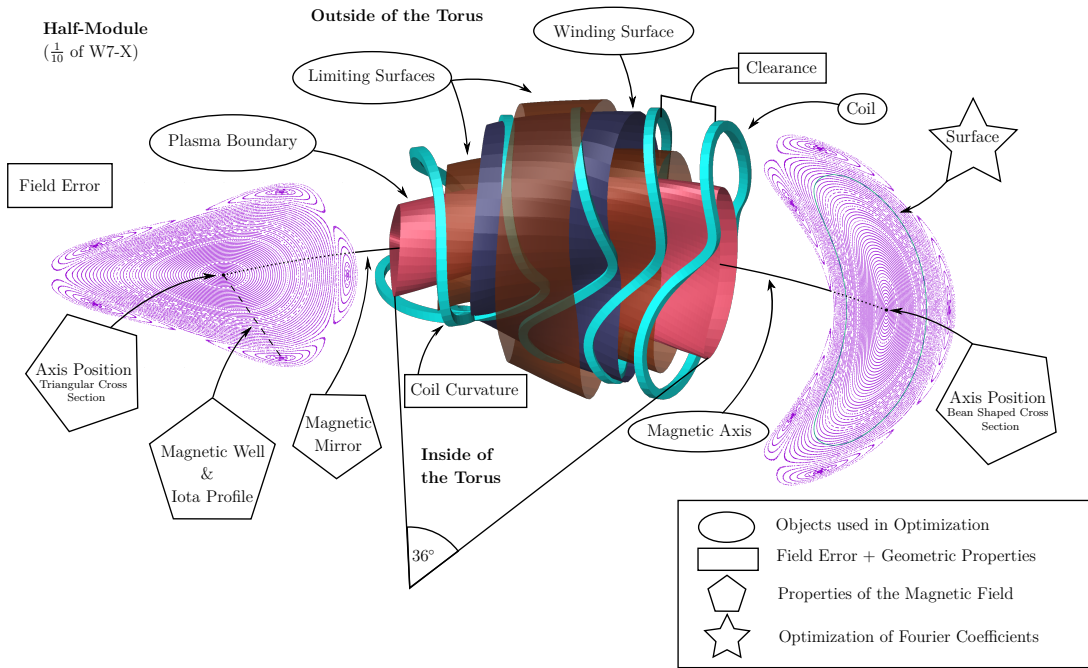 Half-Module
(1/10 of W7-X)
Outside of the Torus
Winding Surface
Limiting Surfaces
Clearance
Coil
Plasma Boundary
Surface
Field Error
Axis Position
Triangular Cross
Section
Magnetic Well
&
Iota Profile
Magnetic
Mirror
Coil Curvature
Magnetic Axis
Axis Position
Bean Shaped Cross
Section
Inside of
the Torus
36°
Objects used in Optimization
Field Error + Geometric Properties
Properties of the Magnetic Field
Optimization of Fourier Coefficients